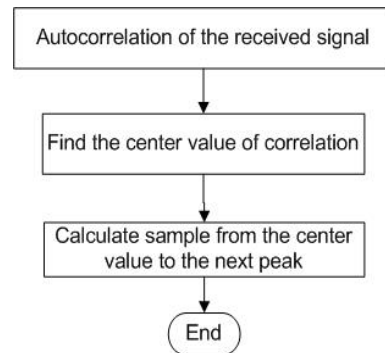 Autocorrelation of the received signal
Find the center value of correlation
Calculate sample from the center
value to the next peak
End